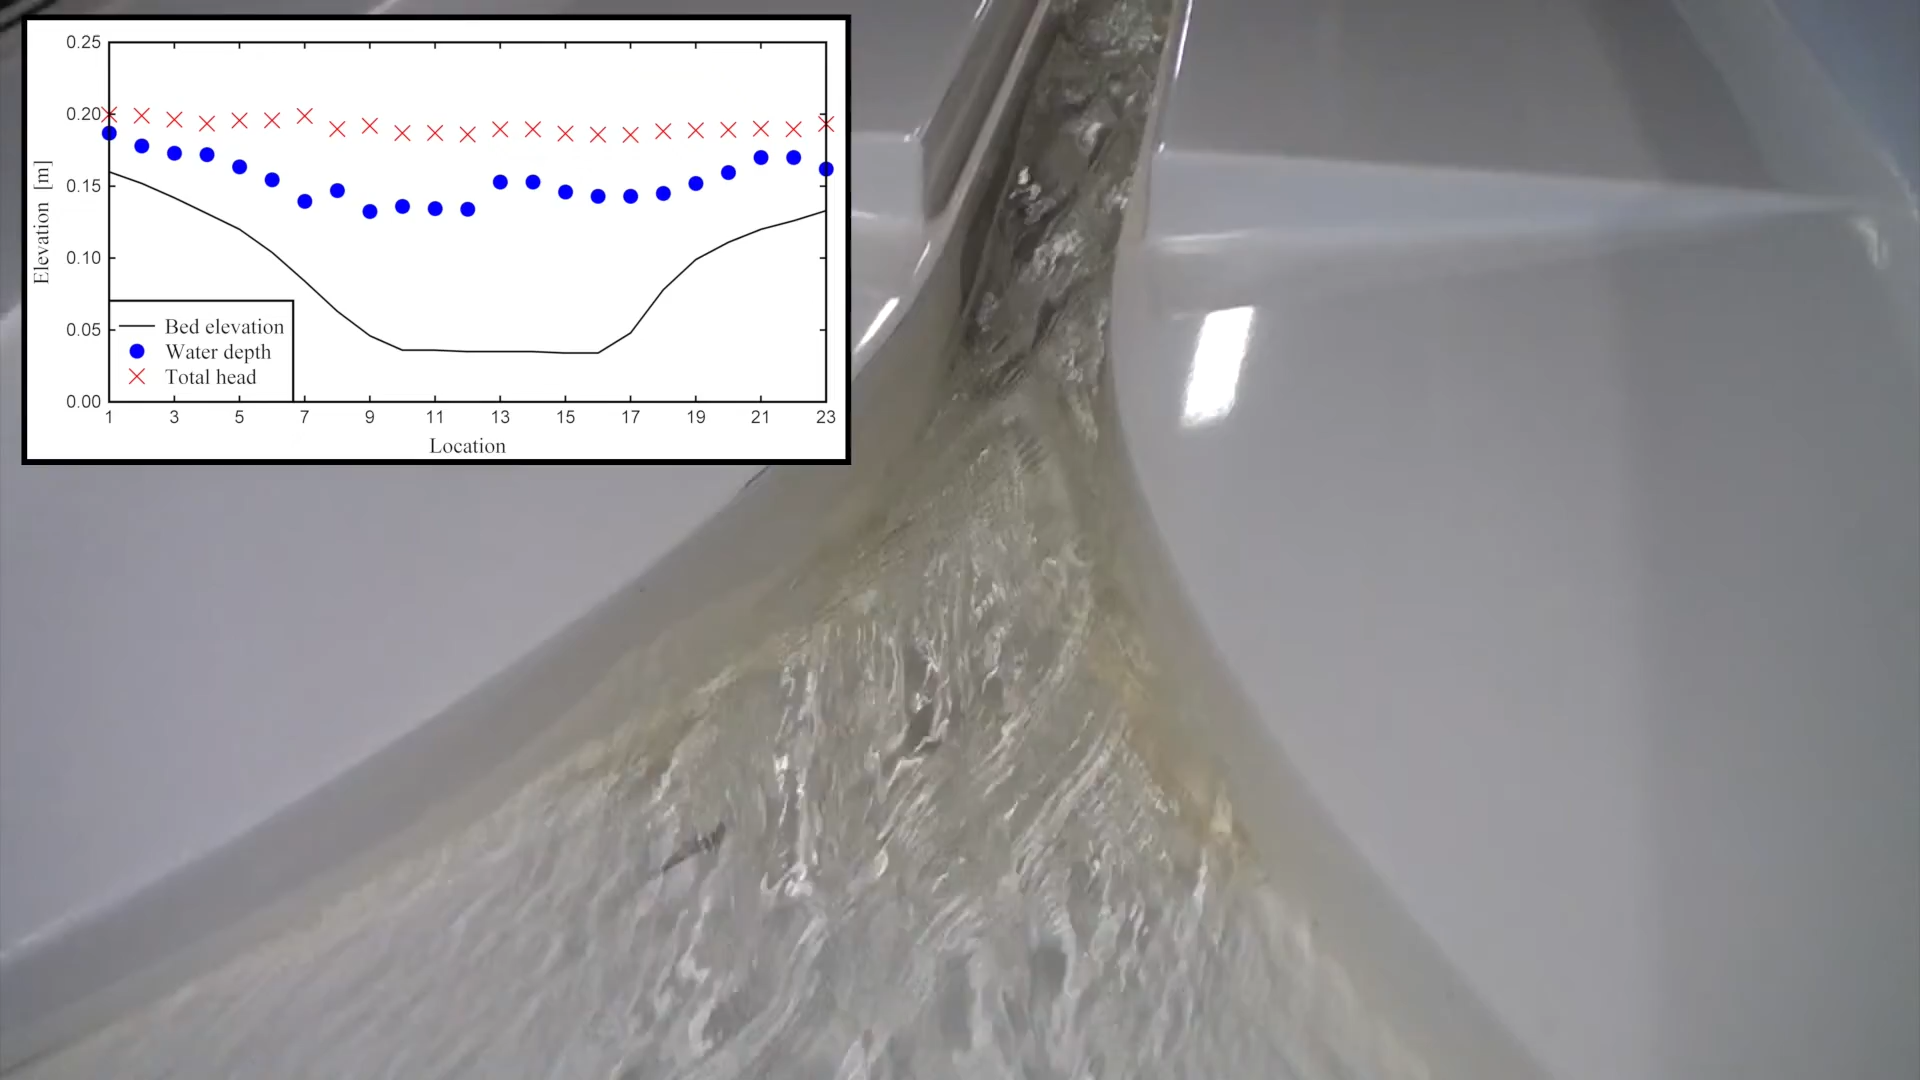 0.25
0.20
0.15
0.10
0.05
0.00
Elevation [m]
Bed elevation
Water depth
Total head
1 3 5 7 9 11 13 15 17 19 21 23
Location